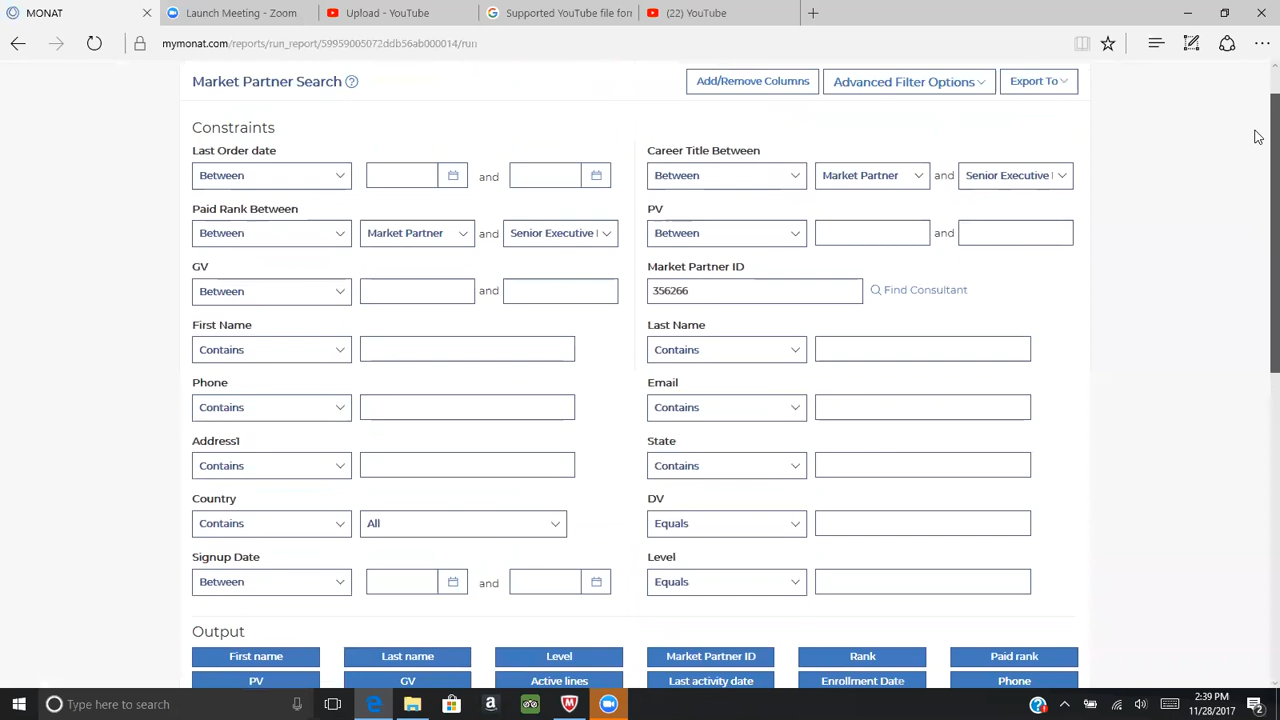 MONAT
Launch Meeting - Zoom
Upload - YouTube
Supported YouTube file for
(22) YouTube
mymonat.com/reports/run_report/59959005072ddb56ab000014/run
Market Partner Search ?
Add/Remove Columns
Advanced Filter Options
Export To
Constraints
Last Order date
Career Title Between
Between and
Between Market Partner and Senior Executive
Paid Rank Between
PV
Between Market Partner and Senior Executive
Between and
GV
Market Partner ID
Between and
356266 Find Consultant
First Name
Last Name
Contains
Contains
Phone
Email
Contains
Contains
Address1
State
Contains
Contains
Country
DV
Contains All
Equals
Signup Date
Level
Between and
Equals
Output
First name Last name Level Market Partner ID Rank Paid rank
PV GV Active lines Last activity date Enrollment Date Phone
Type here to search
2:39 PM
11/28/2017